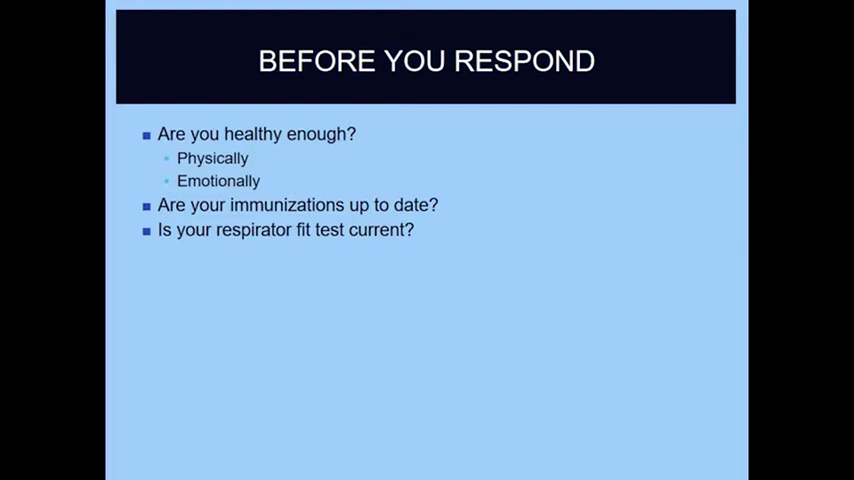 BEFORE YOU RESPOND
Are you healthy enough?
Physically
Emotionally
Are your immunizations up to date?
Is your respirator fit test current?